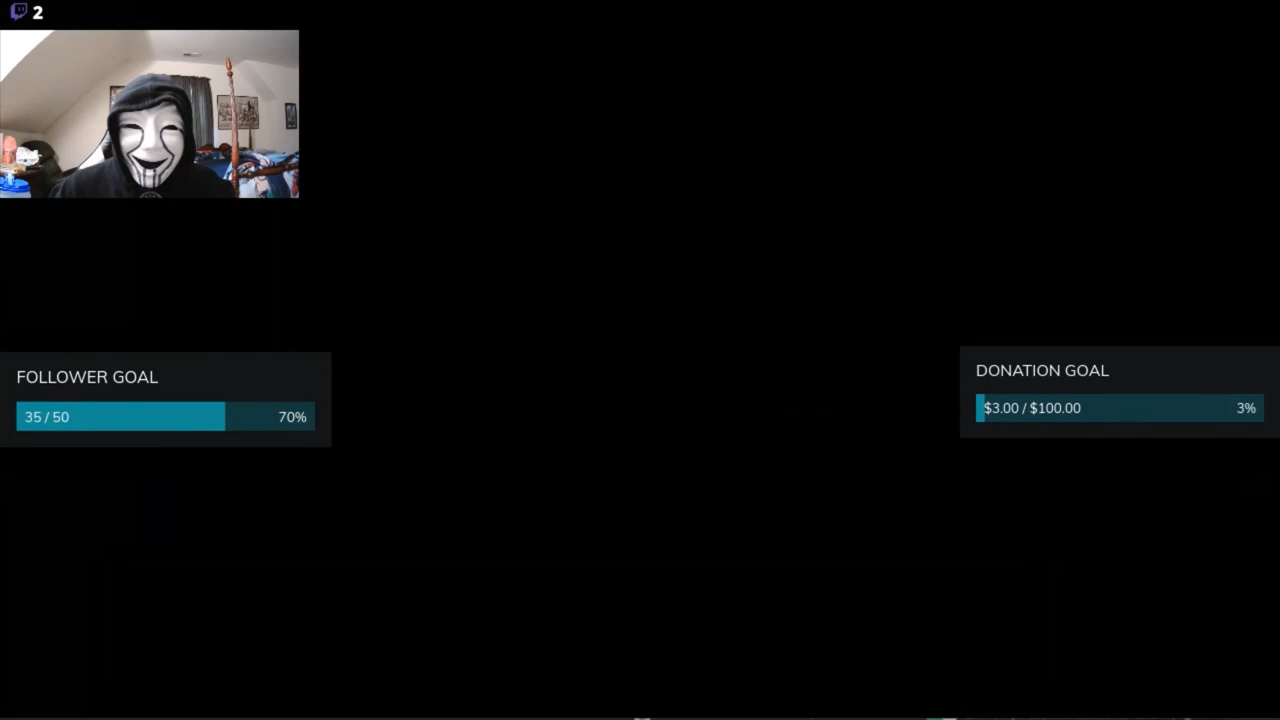 2
FOLLOWER GOAL
35 / 50 70%
DONATION GOAL
$3.00 / $100.00 3%